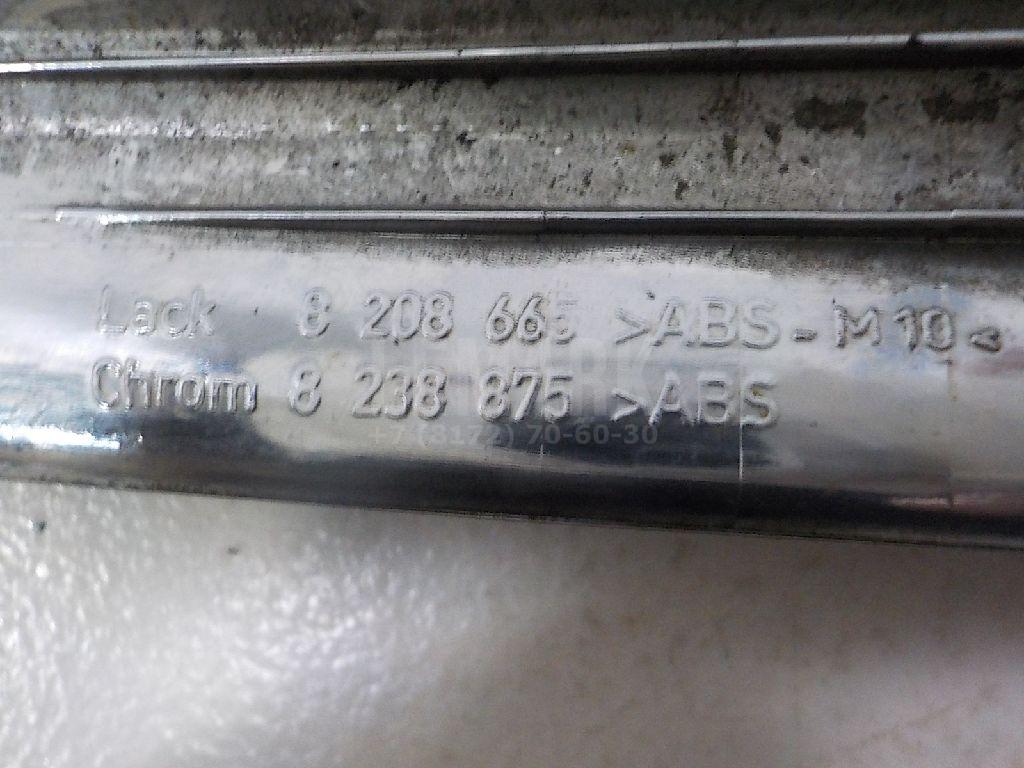 Lack 8 208 665 >ABS-M10<
Chrom 8 238 875 >ABS
+7 (8172) 70-60-30